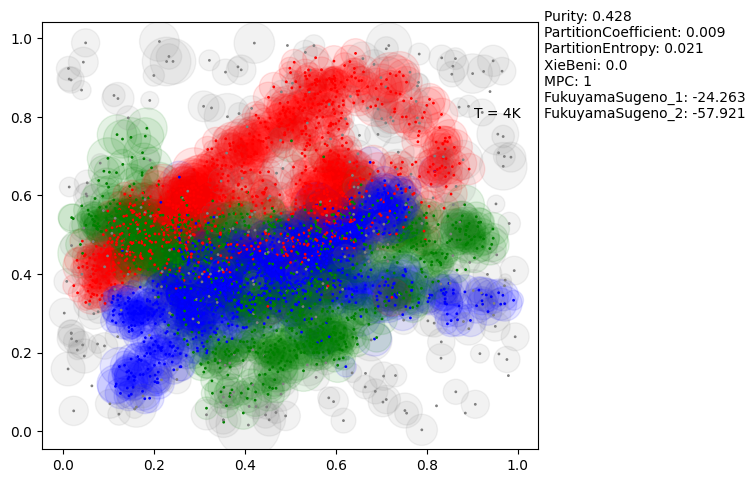 Purity: 0.428
PartitionCoefficient: 0.009
PartitionEntropy: 0.021
XieBeni: 0.0
MPC: 1
FukuyamaSugeno_1: -24.263
FukuyamaSugeno_2: -57.921
T = 4K
1.0
0.8
0.6
0.4
0.2
0.0
0.0 0.2 0.4 0.6 0.8 1.0